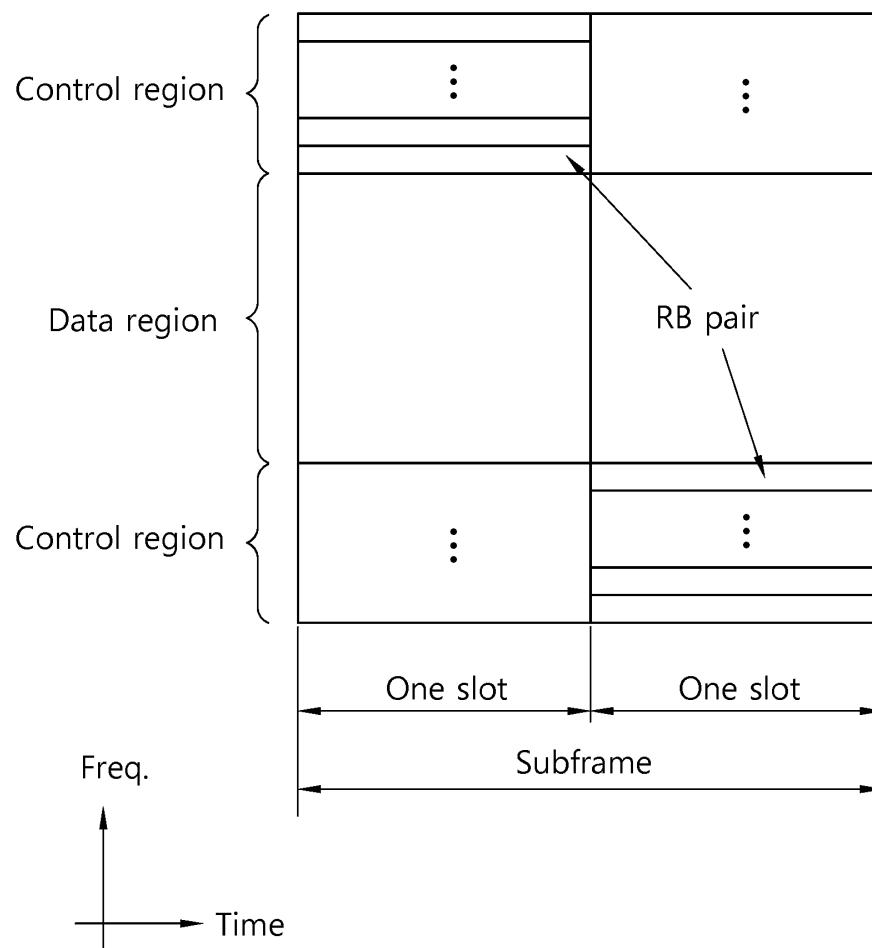 Control region
Data region
RB pair
Control region
One slot
One slot
Subframe
Freq.
Time